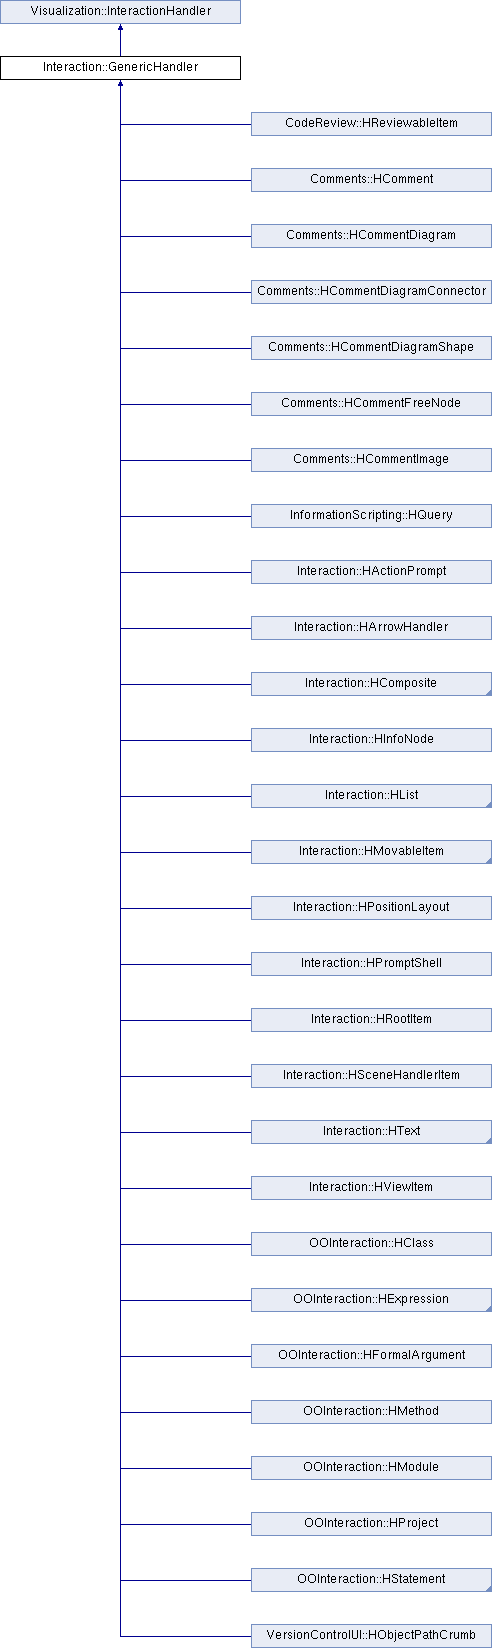 Visualization::InteractionHandler
Interaction::GenericHandler
CodeReview::HReviewableItem
Comments::HComment
Comments::HCommentDiagram
Comments::HCommentDiagramConnector
Comments::HCommentDiagramShape
Comments::HCommentFreeNode
Comments::HCommentImage
InformationScripting::HQuery
Interaction::HActionPrompt
Interaction::HArrowHandler
Interaction::HComposite
Interaction::HInfoNode
Interaction::HList
Interaction::HMovableItem
Interaction::HPositionLayout
Interaction::HPromptShell
Interaction::HRootItem
Interaction::HSceneHandlerItem
Interaction::HText
Interaction::HViewItem
OOInteraction::HClass
OOInteraction::HExpression
OOInteraction::HFormalArgument
OOInteraction::HMethod
OOInteraction::HModule
OOInteraction::HProject
OOInteraction::HStatement
VersionControlUI::HObjectPathCrumb